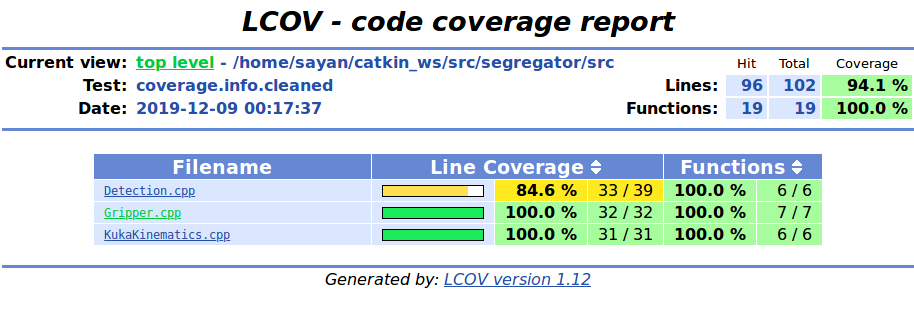 LCOV - code coverage report
Current view: top level - /home/sayan/catkin_ws/src/segregator/src Hit Total Coverage
Test: coverage.info.cleaned Lines: 96 102 94.1 %
Date: 2019-12-09 00:17:37 Functions: 19 19 100.0 %
Filename Line Coverage Functions
Detection.cpp 84.6 % 33 / 39 100.0 % 6 / 6
Gripper.cpp 100.0 % 32 / 32 100.0 % 7 / 7
KukaKinematics.cpp 100.0 % 31 / 31 100.0 % 6 / 6
Generated by: LCOV version 1.12